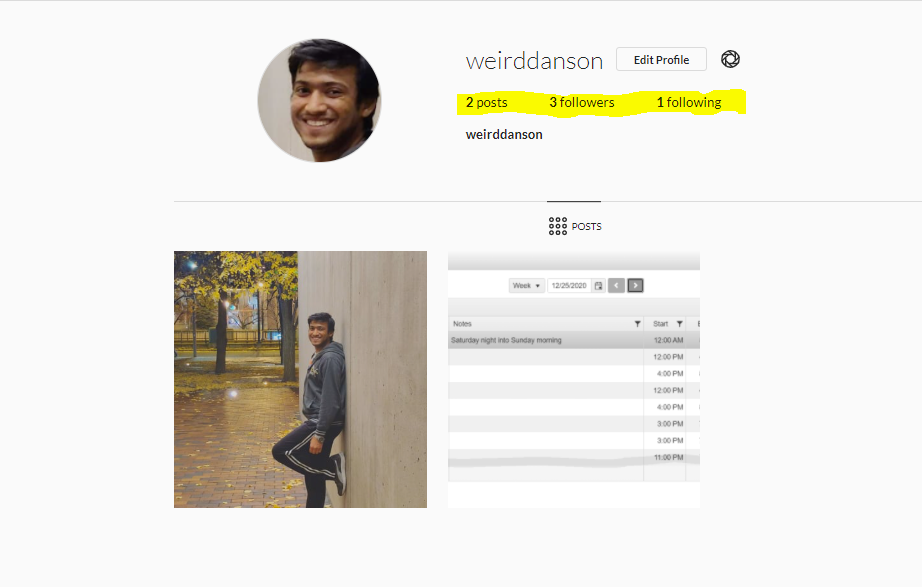 weirddanson Edit Profile
2 posts 3 followers 1 following
weirddanson
POSTS
Week 12/25/2020
Notes Start
Saturday night into Sunday morning 12:00 AM
12:00 PM
4:00 PM
12:00 PM
4:00 PM
3:00 PM
3:00 PM
11:00 PM